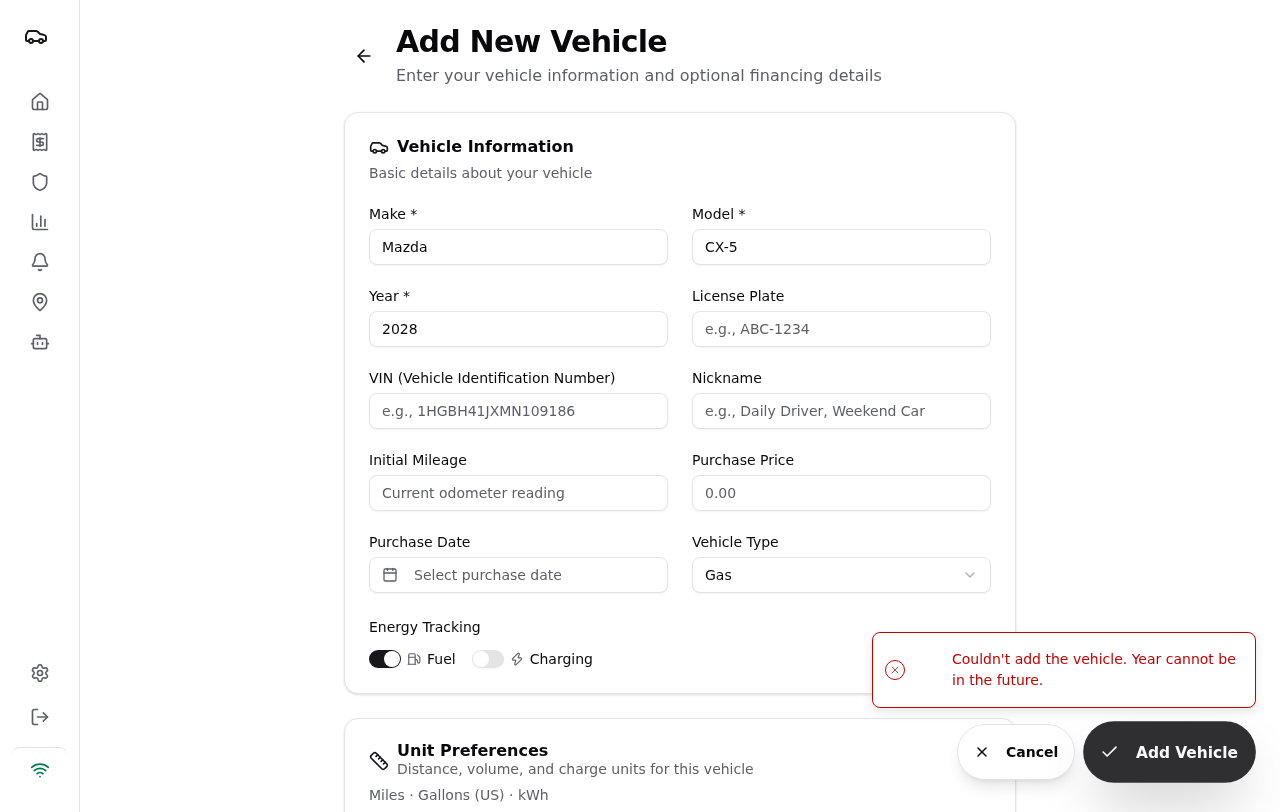 Add New Vehicle
Enter your vehicle information and optional financing details
Vehicle Information
Basic details about your vehicle
Make *
Model *
Mazda
CX-5
Year *
License Plate
2028
e.g., ABC-1234
VIN (Vehicle Identification Number)
Nickname
e.g., 1HGBH41JXMN109186
e.g., Daily Driver, Weekend Car
Initial Mileage
Purchase Price
Current odometer reading
0.00
Purchase Date
Vehicle Type
Select purchase date
Gas
Energy Tracking
Fuel
Charging
Couldn't add the vehicle. Year cannot be
in the future.
Unit Preferences
Distance, volume, and charge units for this vehicle
Miles · Gallons (US) · kWh
Cancel
Add Vehicle